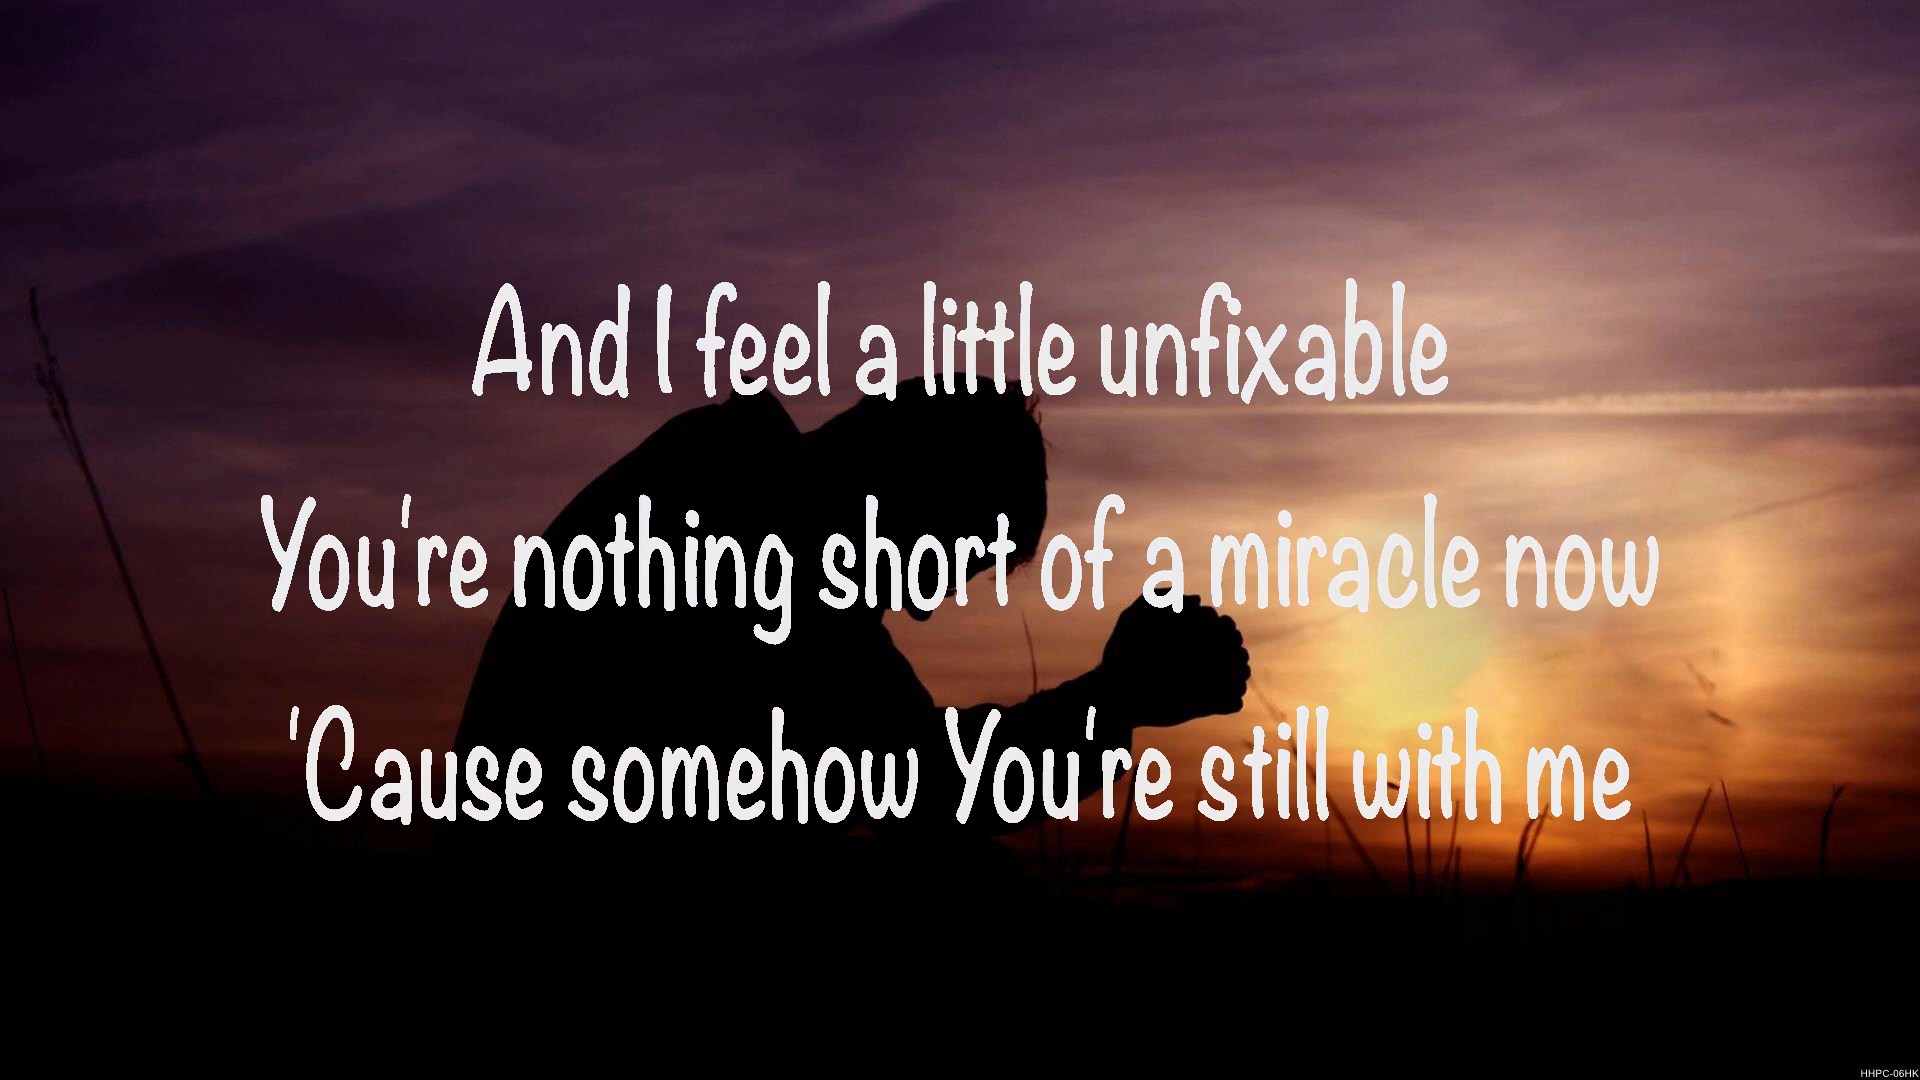 And I feel a little unfixable
You're nothing short of a miracle now
'Cause somehow You're still with me
HHPC-06HK